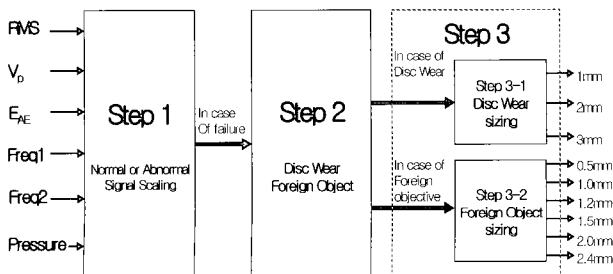 RMS
Vp
EAE
Freq1
Freq2
Pressure
Step 1
Normal or Abnormal
Signal Scaling
In case
Of failure
Step 2
Disc Wear
Foreign Object
Step 3
In case of
Disc Wear
Step 3-1
Disc Wear
sizing
1mm
2mm
3mm
In case of
Foreign
objective
Step 3-2
Foreign Object
sizing
0.5mm
1.0mm
1.2mm
1.5mm
2.0mm
2.4mm